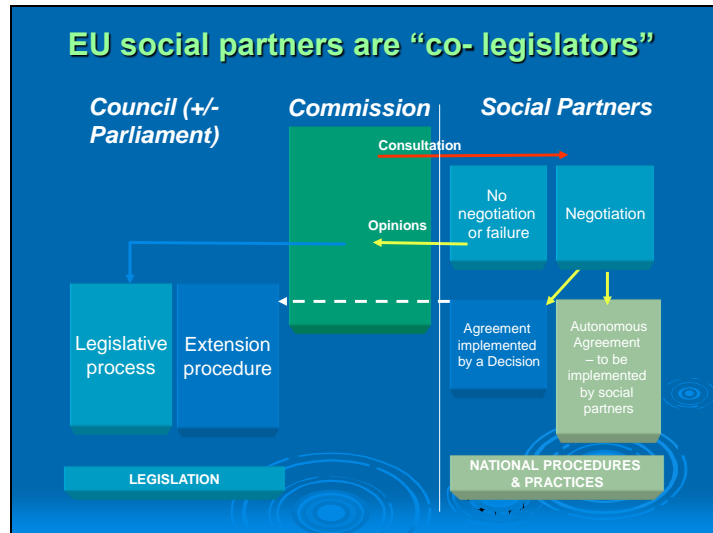 EU social partners are “co- legislators”
Council (+/-
Parliament)
Commission
Social Partners
Consultation
No
negotiation
or failure
Negotiation
Opinions
Legislative
process
Extension
procedure
Agreement
implemented
by a Decision
Autonomous
Agreement
– to be
implemented
by social
partners
LEGISLATION
NATIONAL PROCEDURES
& PRACTICES